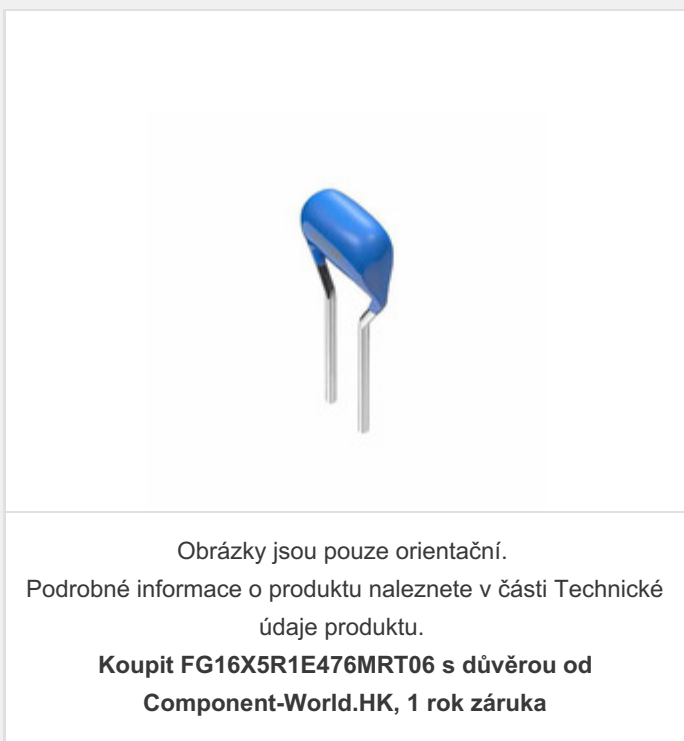 Obrázky jsou pouze orientační.
Podrobné informace o produktu naleznete v části Technické
údaje produktu.
Koupit FG16X5R1E476MRT06 s důvěrou od
Component-World.HK, 1 rok záruka